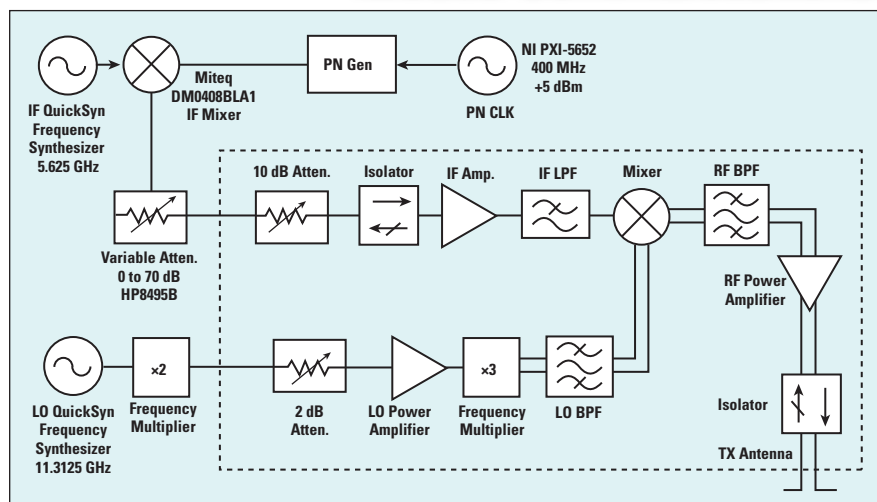 PN Gen
NI PXI-5652
400 MHz
+5 dBm
PN CLK
Miteq
DM0408BLA1
IF Mixer
IF QuickSyn
Frequency
Synthesizer
5.625 GHz
10 dB Atten.
Isolator
IF Amp.
IF LPF
Mixer
RF BPF
Variable Atten.
0 to 70 dB
HP8495B
RF Power
Amplifier
×2
×3
LO QuickSyn
Frequency
Synthesizer
11.3125 GHz
Frequency
Multiplier
2 dB
Atten.
LO Power
Amplifier
Frequency
Multiplier
LO BPF
Isolator
TX Antenna